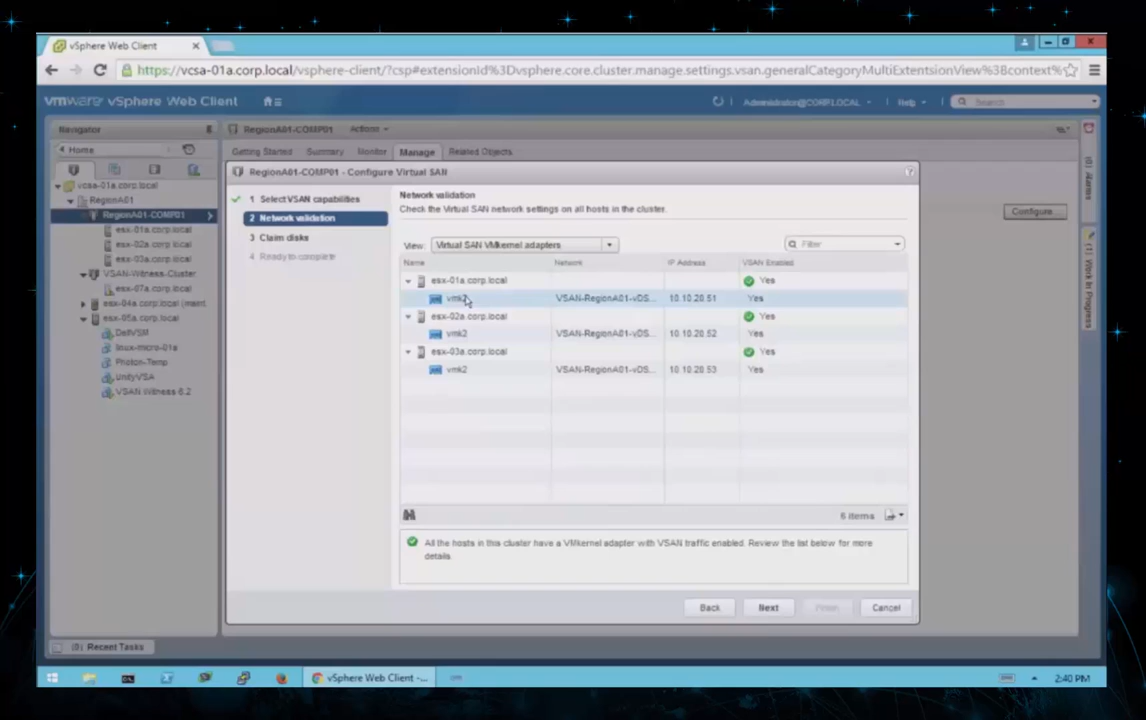 vSphere Web Client
https://vcsa-01a.corp.local/vsphere-client/?csp#extensionId%3Dvsphere.core.cluster.manage.settings.vsan.generalCategoryMultiExtentsionView%3Bcontext%
vmware vSphere Web Client
Administrator@CORP.LOCAL
Help
Search
Navigator
Home
vcsa-01a.corp.local
RegionA01
RegionA01-COMP01
esx-01a.corp.local
esx-02a.corp.local
esx-03a.corp.local
VSAN-Witness-Cluster
esx-07a.corp.local
esx-04a.corp.local (maint
esx-05a.corp.local
DellVSM
linux-micro-01a
Photon-Temp
UnityVSA
VSAN Witness 6.2
RegionA01-COMP01
Actions
Getting Started
Summary
Monitor
Manage
Related Objects
Configure...
(0) Alarms
(1) Work In Progress
RegionA01-COMP01 - Configure Virtual SAN
1 Select VSAN capabilities
2 Network validation
3 Claim disks
4 Ready to complete
Network validation
Check the Virtual SAN network settings on all hosts in the cluster.
View:
Virtual SAN VMkernel adapters
Filter
Name Network IP Address VSAN Enabled
esx-01a.corp.local Yes
vmk2 VSAN-RegionA01-vDS... 10.10.20.51 Yes
esx-02a.corp.local Yes
vmk2 VSAN-RegionA01-vDS... 10.10.20.52 Yes
esx-03a.corp.local Yes
vmk2 VSAN-RegionA01-vDS... 10.10.20.53 Yes
6 items
All the hosts in this cluster have a VMkernel adapter with VSAN traffic enabled. Review the list below for more
details.
Back
Next
Finish
Cancel
(0) Recent Tasks
vSphere Web Client -...
2:40 PM